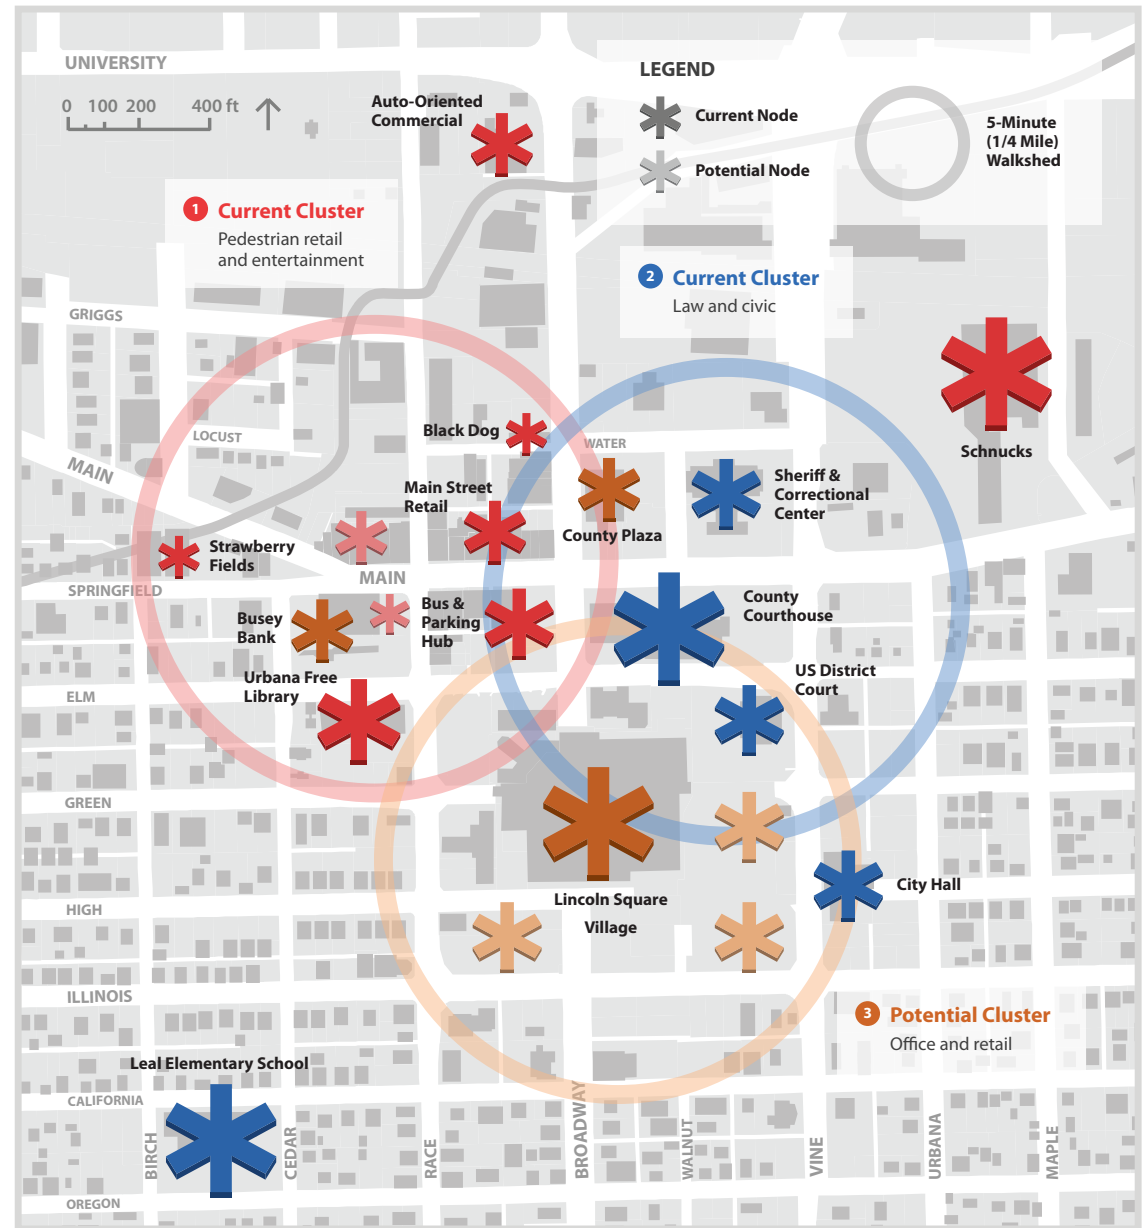 UNIVERSITY
0 100 200 400 ft
Auto-Oriented
Commercial
LEGEND
Current Node
Potential Node
5-Minute
(1/4 Mile)
Walkshed
1 Current Cluster
Pedestrian retail
and entertainment
2 Current Cluster
Law and civic
GRIGGS
LOCUST
MAIN
Black Dog
WATER
Schnucks
Main Street
Retail
County Plaza
Sheriff &
Correctional
Center
Strawberry
Fields
MAIN
SPRINGFIELD
Busey
Bank
Bus &
Parking
Hub
County
Courthouse
Urbana Free
Library
US District
Court
ELM
GREEN
Lincoln Square
Village
City Hall
HIGH
ILLINOIS
3 Potential Cluster
Office and retail
Leal Elementary School
CALIFORNIA
BIRCH
CEDAR
RACE
BROADWAY
WALNUT
VINE
URBANA
MAPLE
OREGON